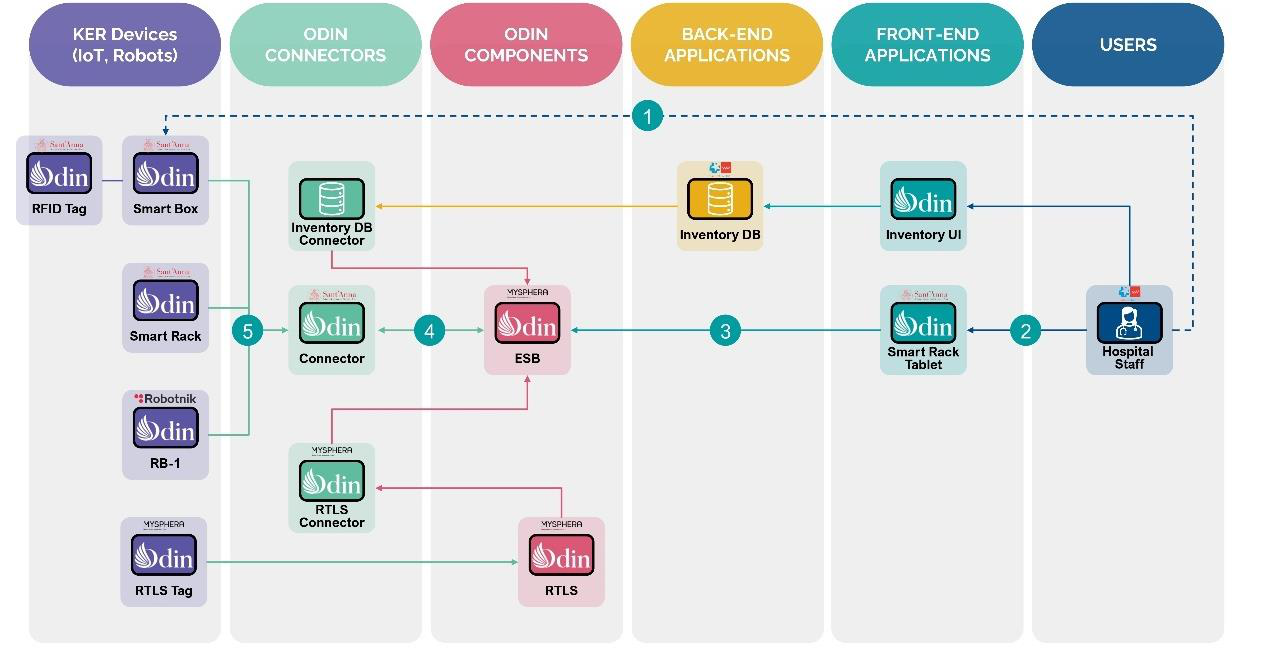 KER Devices
(IoT, Robots)
ODIN
CONNECTORS
ODIN
COMPONENTS
BACK-END
APPLICATIONS
FRONT-END
APPLICATIONS
USERS
1
Sant'Anna
Odin
RFID Tag
Sant'Anna
Odin
Smart Box
Inventory DB
Connector
Inventory DB
Odin
Inventory UI
Sant'Anna
Odin
Smart Rack
5
Sant'Anna
Odin
Connector
4
MYSPHERA
Odin
ESB
3
Sant'Anna
Odin
Smart Rack
Tablet
2
Hospital
Staff
Robotnik
Odin
RB-1
MYSPHERA
Odin
RTLS
Connector
MYSPHERA
Odin
RTLS Tag
MYSPHERA
Odin
RTLS